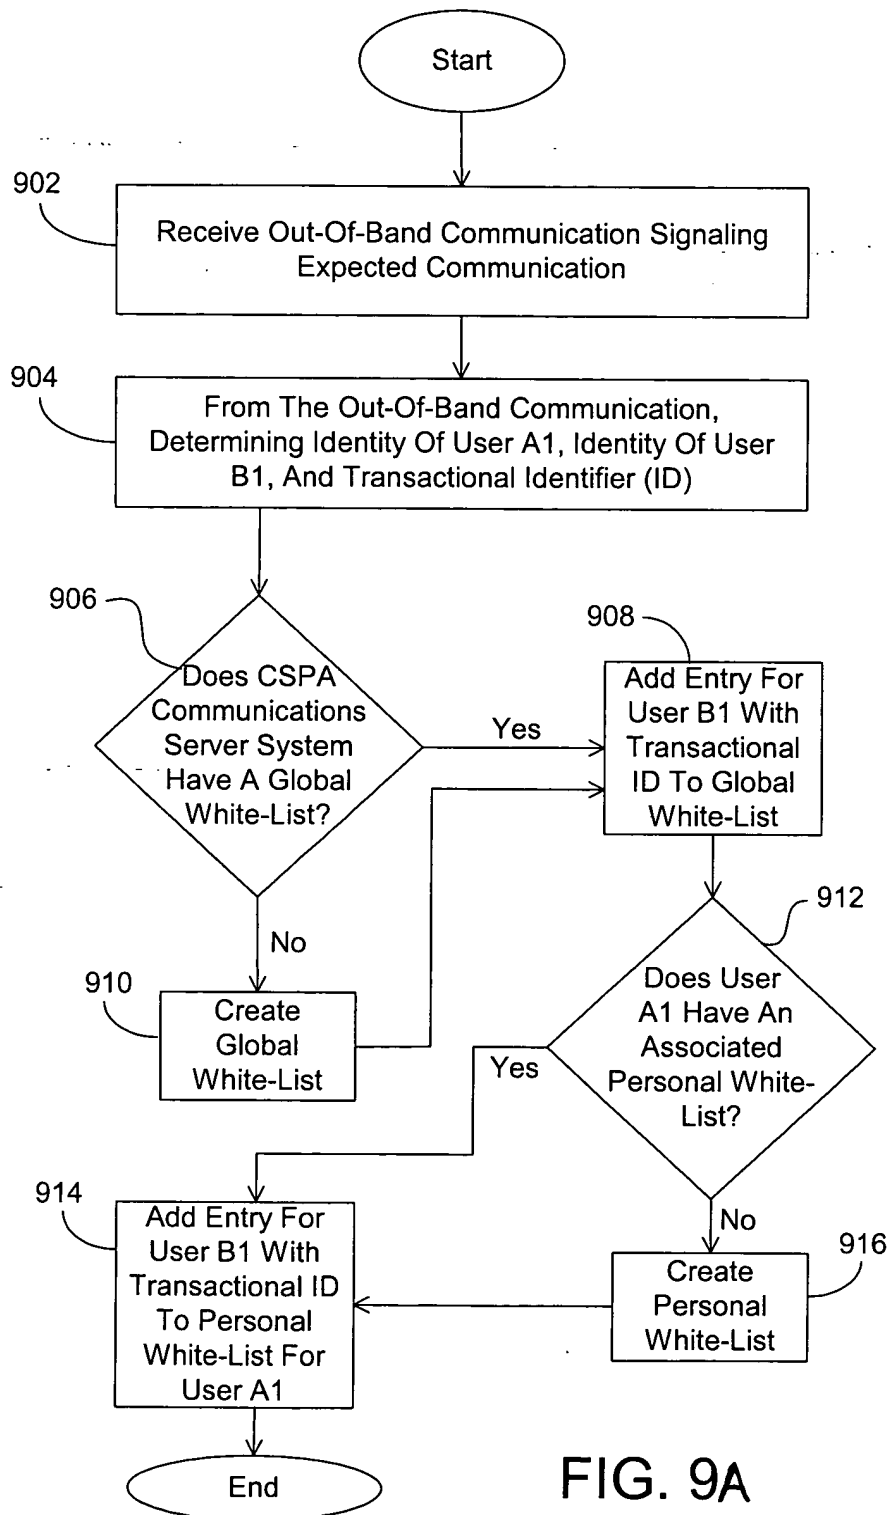 Start
902
Receive Out-Of-Band Communication Signaling
Expected Communication
904
From The Out-Of-Band Communication,
Determining Identity Of User A1, Identity Of User
B1, And Transactional Identifier (ID)
906
Does CSPA
Communications
Server System
Have A Global
White-List?
Yes
908
Add Entry For
User B1 With
Transactional
ID To Global
White-List
No
910
Create
Global
White-List
912
Does User
A1 Have An
Associated
Personal White-
List?
Yes
No
914
Add Entry For
User B1 With
Transactional ID
To Personal
White-List For
User A1
916
Create
Personal
White-List
End
FIG. 9A